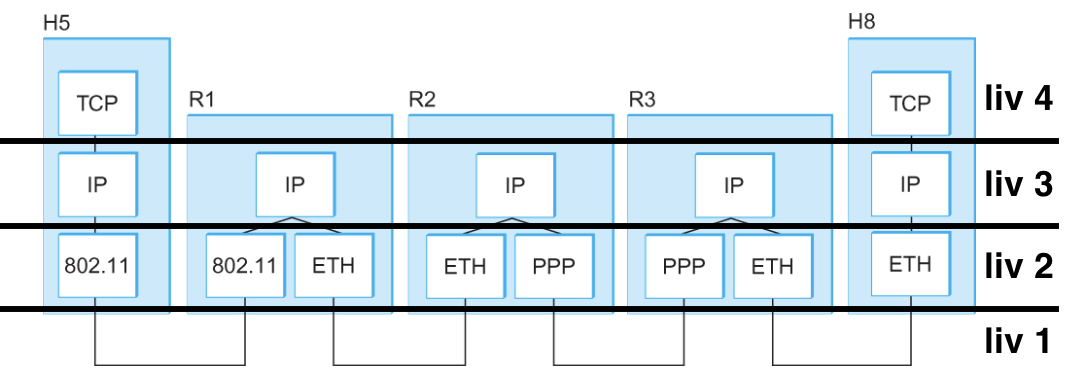 H5
H8
TCP
R1
R2
R3
TCP
liv 4
IP
IP
IP
IP
IP
liv 3
802.11
802.11
ETH
ETH
PPP
PPP
ETH
ETH
liv 2
liv 1